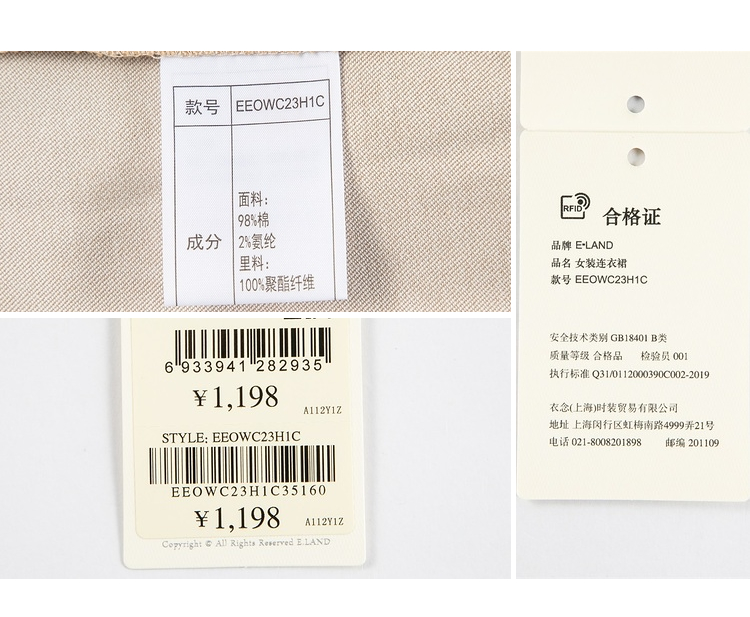 款号 EEOWC23H1C
面料:
98%棉
成分 2%氨纶
里料:
100%聚酯纤维
6 933941 282935
¥1,198
A112Y1Z
STYLE: EEOWC23H1C
EEOWC23H1C35160
¥1,198 A112Y1Z
Copyright © All Rights Reserved E.LAND
RFID 合格证
品牌 E•LAND
品名 女装连衣裙
款号 EEOWC23H1C
安全技术类别 GB18401 B类
质量等级 合格品 检验员 001
执行标准 Q31/0112000390C002-2019
衣念(上海)时装贸易有限公司
地址 上海闵行区虹梅南路4999弄21号
电话 021-8008201898 邮编 201109